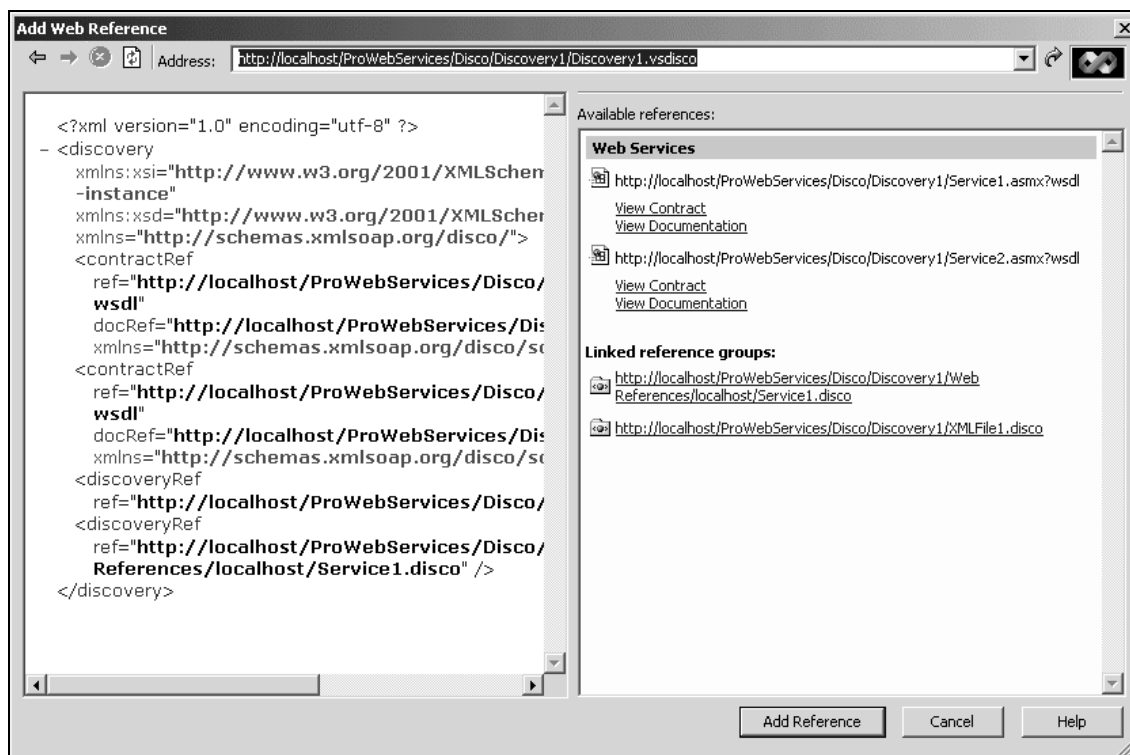 Add Web Reference
Address: http://localhost/ProWebServices/Disco/Discovery1/Discovery1.vsdisco
<?xml version="1.0" encoding="utf-8" ?>
- <discovery
xmlns:xsi="http://www.w3.org/2001/XMLSchem
-instance"
xmlns:xsd="http://www.w3.org/2001/XMLScher
xmlns="http://schemas.xmlsoap.org/disco/">
<contractRef
ref="http://localhost/ProWebServices/Disco/
wsdl"
docRef="http://localhost/ProWebServices/Dis
xmlns="http://schemas.xmlsoap.org/disco/sc
<contractRef
ref="http://localhost/ProWebServices/Disco/
wsdl"
docRef="http://localhost/ProWebServices/Dis
xmlns="http://schemas.xmlsoap.org/disco/sc
<discoveryRef
ref="http://localhost/ProWebServices/Disco/
<discoveryRef
ref="http://localhost/ProWebServices/Disco/
References/localhost/Service1.disco" />
</discovery>
Available references:
Web Services
http://localhost/ProWebServices/Disco/Discovery1/Service1.asmx?wsdl
View Contract
View Documentation
http://localhost/ProWebServices/Disco/Discovery1/Service2.asmx?wsdl
View Contract
View Documentation
Linked reference groups:
http://localhost/ProWebServices/Disco/Discovery1/Web
References/localhost/Service1.disco
http://localhost/ProWebServices/Disco/Discovery1/XMLFile1.disco
Add Reference
Cancel
Help